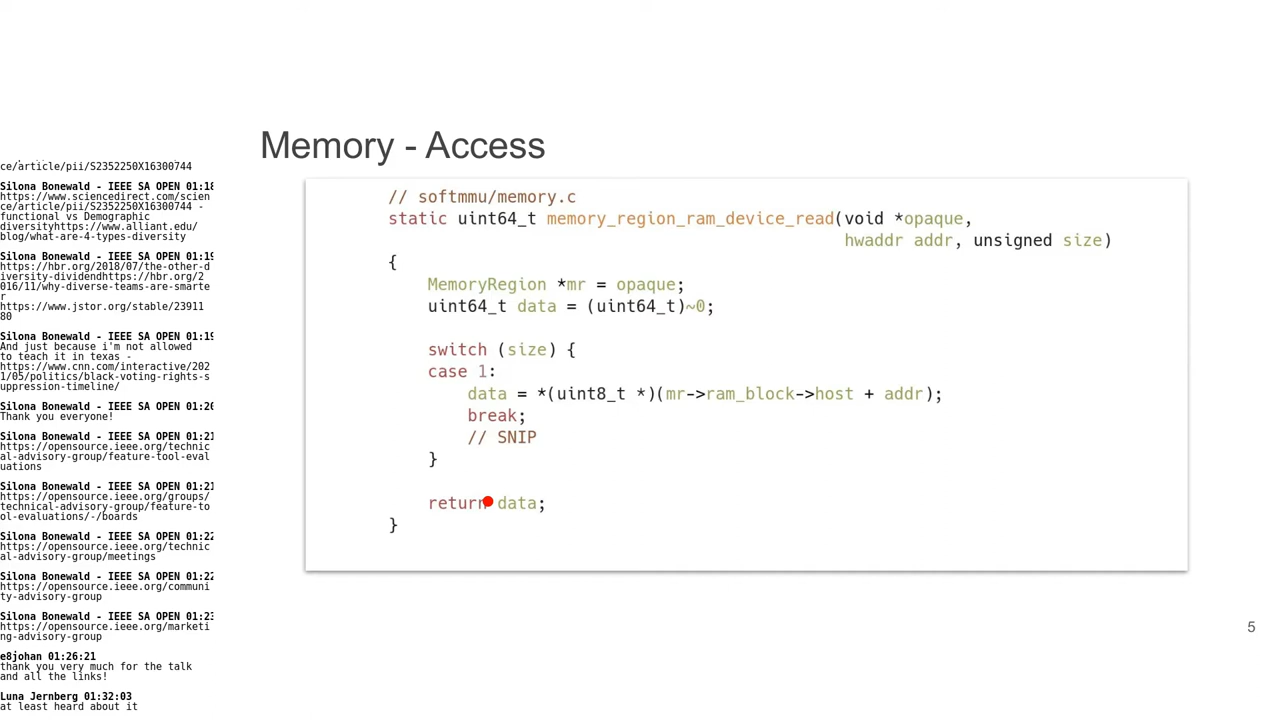 ce/article/pii/S2352250X16300744
Silona Bonewald - IEEE SA OPEN 01:18
https://www.sciencedirect.com/scien
ce/article/pii/S2352250X16300744 -
functional vs Demographic
diversityhttps://www.alliant.edu/
blog/what-are-4-types-diversity
Silona Bonewald - IEEE SA OPEN 01:19
https://hbr.org/2018/07/the-other-d
iversity-dividendhttps://hbr.org/2
016/11/why-diverse-teams-are-smarte
r
https://www.jstor.org/stable/23911
80
Silona Bonewald - IEEE SA OPEN 01:19
And just because i'm not allowed
to teach it in texas -
https://www.cnn.com/interactive/202
1/05/politics/black-voting-rights-s
uppression-timeline/
Silona Bonewald - IEEE SA OPEN 01:20
Thank you everyone!
Silona Bonewald - IEEE SA OPEN 01:21
https://opensource.ieee.org/technic
al-advisory-group/feature-tool-eval
uations
Silona Bonewald - IEEE SA OPEN 01:21
https://opensource.ieee.org/groups/
technical-advisory-group/feature-to
ol-evaluations/-/boards
Silona Bonewald - IEEE SA OPEN 01:22
https://opensource.ieee.org/technic
al-advisory-group/meetings
Silona Bonewald - IEEE SA OPEN 01:22
https://opensource.ieee.org/communi
ty-advisory-group
Silona Bonewald - IEEE SA OPEN 01:23
https://opensource.ieee.org/marketi
ng-advisory-group
e8johan 01:26:21
thank you very much for the talk
and all the links!
Luna Jernberg 01:32:03
at least heard about it
Memory - Access
// softmmu/memory.c
static uint64_t memory_region_ram_device_read(void *opaque,
hwaddr addr, unsigned size)
{
MemoryRegion *mr = opaque;
uint64_t data = (uint64_t)~0;
switch (size) {
case 1:
data = *(uint8_t *)(mr->ram_block->host + addr);
break;
// SNIP
}
return data;
}
5